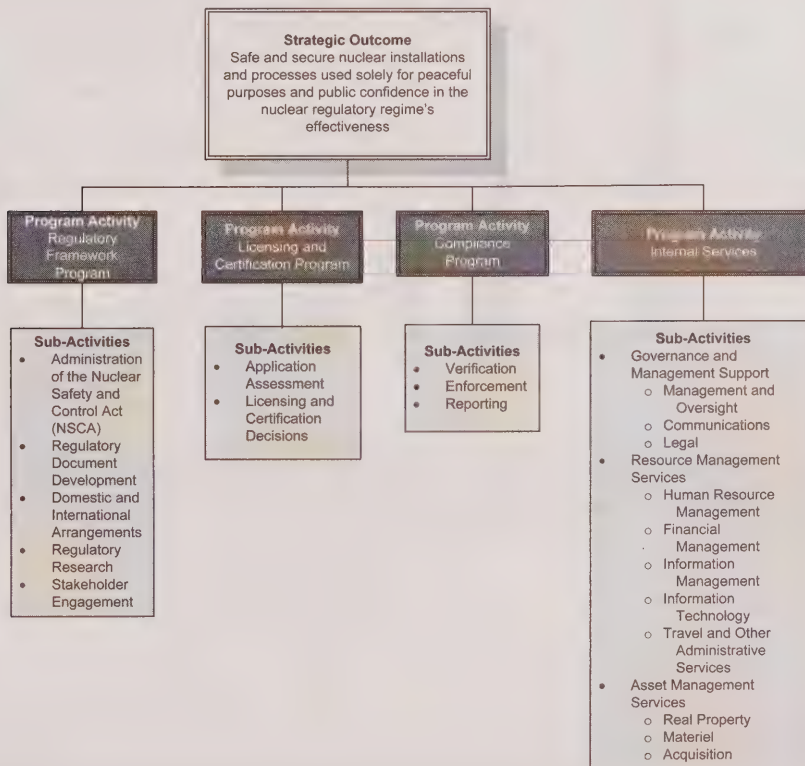 Strategic Outcome
Safe and secure nuclear installations
and processes used solely for peaceful
purposes and public confidence in the
nuclear regulatory regime's
effectiveness
Program Activity
Regulatory
Framework
Program
Program Activity
Licensing and
Certification Program
Program Activity
Compliance
Program
Program Activity
Internal Services
Sub-Activities
• Administration
of the Nuclear
Safety and
Control Act
(NSCA)
• Regulatory
Document
Development
• Domestic and
International
Arrangements
• Regulatory
Research
• Stakeholder
Engagement
Sub-Activities
• Application
Assessment
• Licensing and
Certification
Decisions
Sub-Activities
• Verification
• Enforcement
• Reporting
Sub-Activities
• Governance and
Management Support
o Management and
Oversight
o Communications
o Legal
• Resource Management
Services
o Human Resource
Management
o Financial
Management
o Information
Management
o Information
Technology
o Travel and Other
Administrative
Services
• Asset Management
Services
o Real Property
o Materiel
o Acquisition